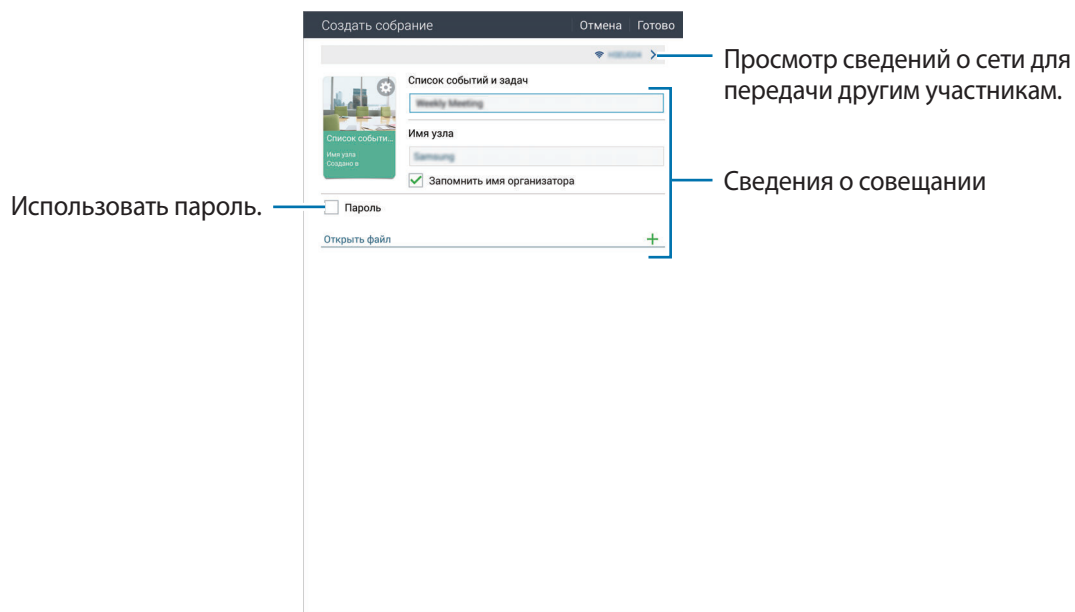 Создать собрание Отмена Готово
Просмотр сведений о сети для
передачи другим участникам.
Список событий и задач
Weekly Meeting
Список событи...
Имя узла
Создано в
Имя узла
Samsung
Запомнить имя организатора
Сведения о совещании
Использовать пароль.
Пароль
Открыть файл